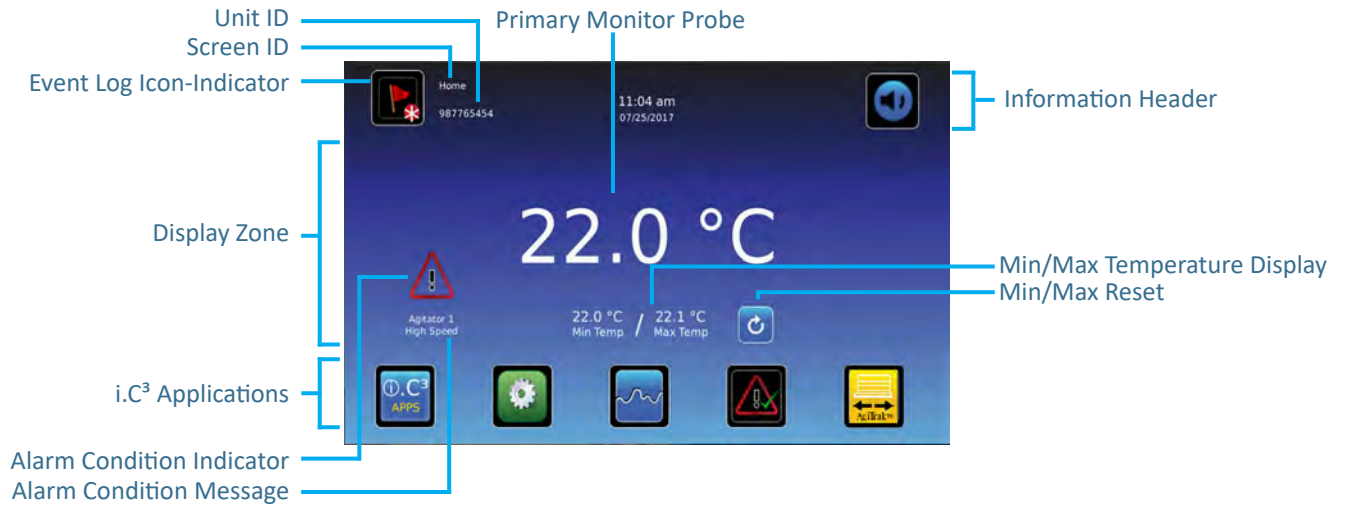 Unit ID
Primary Monitor Probe
Screen ID
Event Log Icon-Indicator
Home
987765454
11:04 am
07/25/2017
Information Header
22.0 °C
Display Zone
Min/Max Temperature Display
Min/Max Reset
Agitator 1
High Speed
22.0 °C
Min Temp
/
22.1 °C
Max Temp
i.C³ Applications
i.C³
APPS
AgiTrak™
Alarm Condition Indicator
Alarm Condition Message